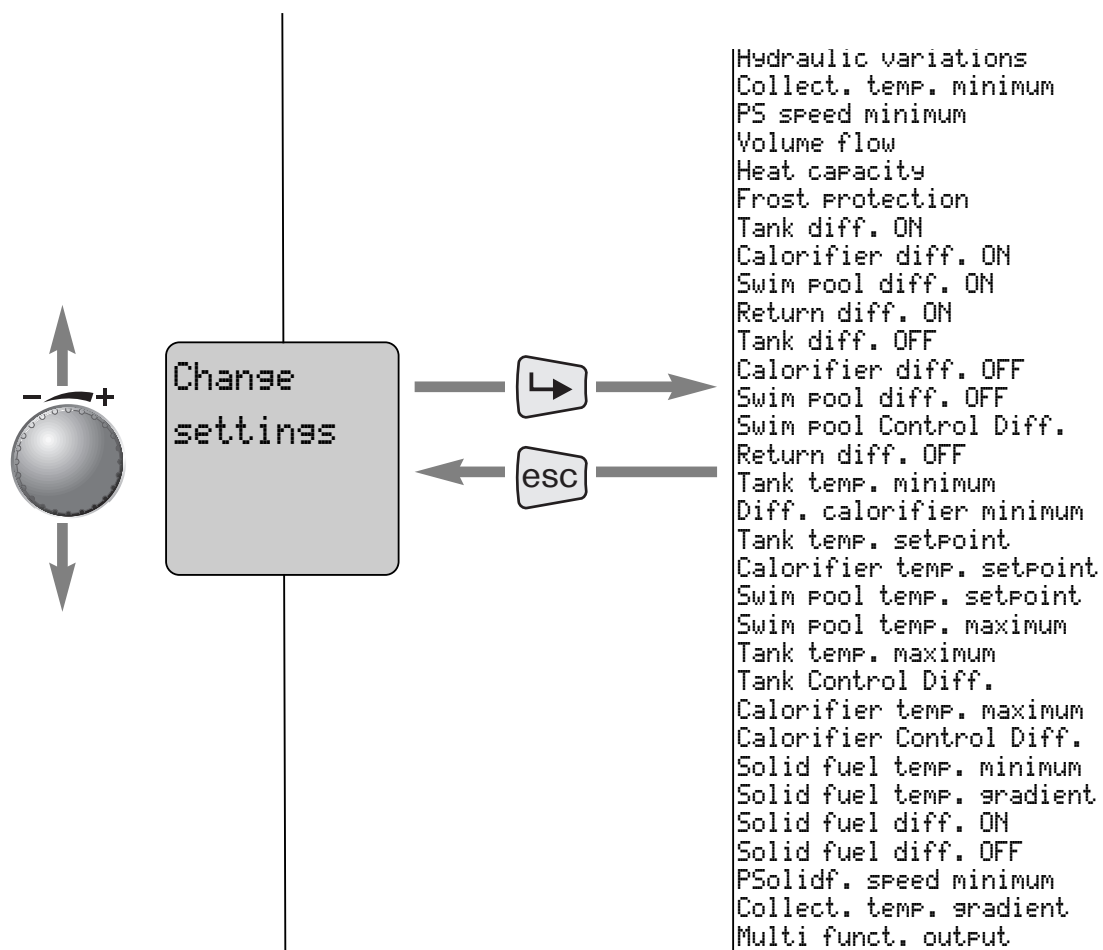 − +
Change
settings
esc
Hydraulic variations
Collect. temp. minimum
PS speed minimum
Volume flow
Heat capacity
Frost protection
Tank diff. ON
Calorifier diff. ON
Swim pool diff. ON
Return diff. ON
Tank diff. OFF
Calorifier diff. OFF
Swim pool diff. OFF
Swim pool Control Diff.
Return diff. OFF
Tank temp. minimum
Diff. calorifier minimum
Tank temp. setpoint
Calorifier temp. setpoint
Swim pool temp. setpoint
Swim pool temp. maximum
Tank temp. maximum
Tank Control Diff.
Calorifier temp. maximum
Calorifier Control Diff.
Solid fuel temp. minimum
Solid fuel temp. gradient
Solid fuel diff. ON
Solid fuel diff. OFF
PSolidf. speed minimum
Collect. temp. gradient
Multi funct. output